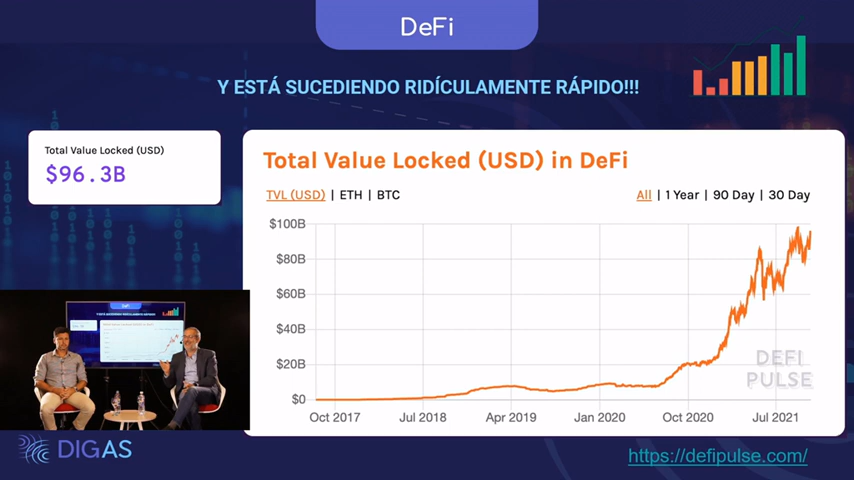 DeFi
Y ESTÁ SUCEDIENDO RIDÍCULAMENTE RÁPIDO!!!
Total Value Locked (USD)
$96.3B
Total Value Locked (USD) in DeFi
TVL (USD) | ETH | BTC
All | 1 Year | 90 Day | 30 Day
$100B
$80B
$60B
$40B
$20B
$0
Oct 2017
Jul 2018
Apr 2019
Jan 2020
Oct 2020
Jul 2021
DEFI
PULSE
DIGAS
https://defipulse.com/